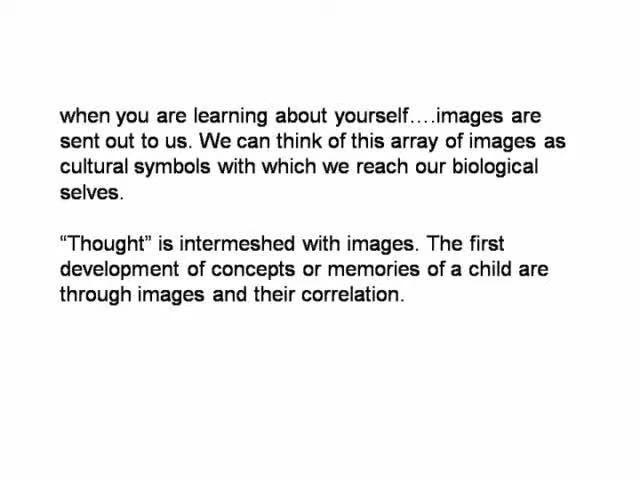 when you are learning about yourself….images are
sent out to us. We can think of this array of images as
cultural symbols with which we reach our biological
selves.
“Thought” is intermeshed with images. The first
development of concepts or memories of a child are
through images and their correlation.